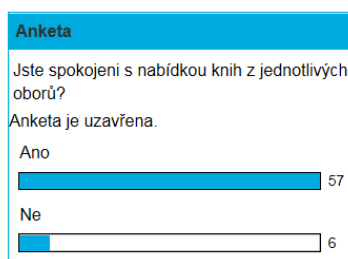 Anketa
Jste spokojeni s nabídkou knih z jednotlivých
oborů?
Anketa je uzavřena.
Ano
57
Ne
6